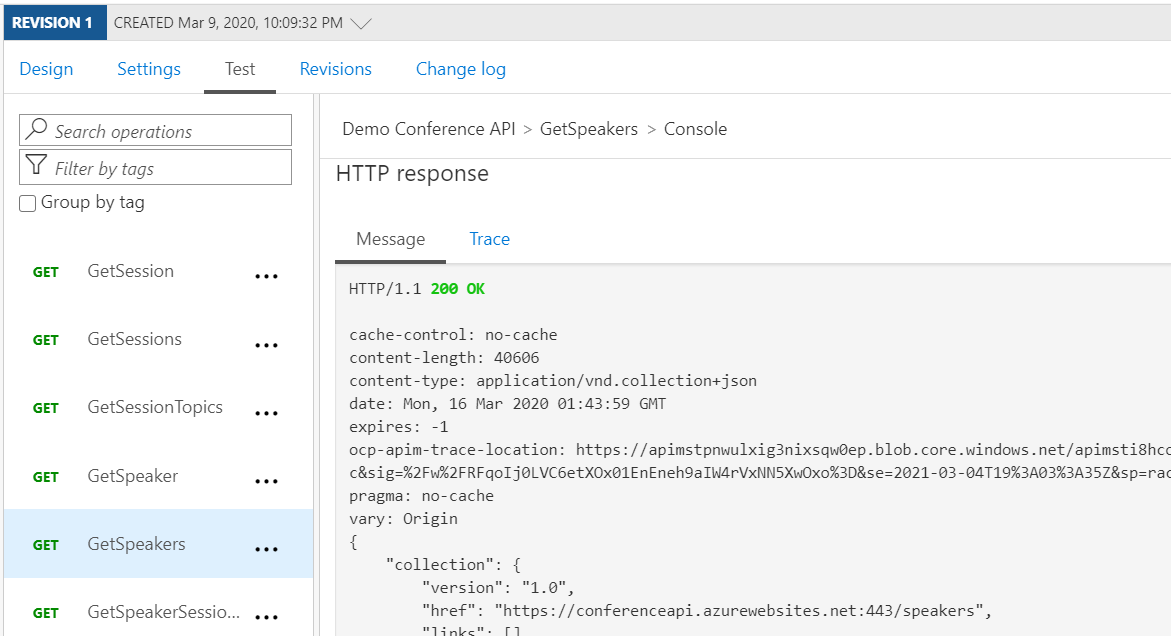 REVISION 1 CREATED Mar 9, 2020, 10:09:32 PM
Design Settings Test Revisions Change log
Search operations
Filter by tags
Group by tag
GET GetSession ...
GET GetSessions ...
GET GetSessionTopics ...
GET GetSpeaker ...
GET GetSpeakers ...
GET GetSpeakerSessio... ...
Demo Conference API > GetSpeakers > Console
HTTP response
Message Trace
HTTP/1.1 200 OK
cache-control: no-cache
content-length: 40606
content-type: application/vnd.collection+json
date: Mon, 16 Mar 2020 01:43:59 GMT
expires: -1
ocp-apim-trace-location: https://apimstpnwulxig3nixsqw0ep.blob.core.windows.net/apimsti8hcc
c&sig=%2Fw%2FRFqoIj0LVC6etXOx01EnEneh9aIW4rVxNN5XwOxo%3D&se=2021-03-04T19%3A03%3A35Z&sp=rac
pragma: no-cache
vary: Origin
{
"collection": {
"version": "1.0",
"href": "https://conferenceapi.azurewebsites.net:443/speakers",
"links": []